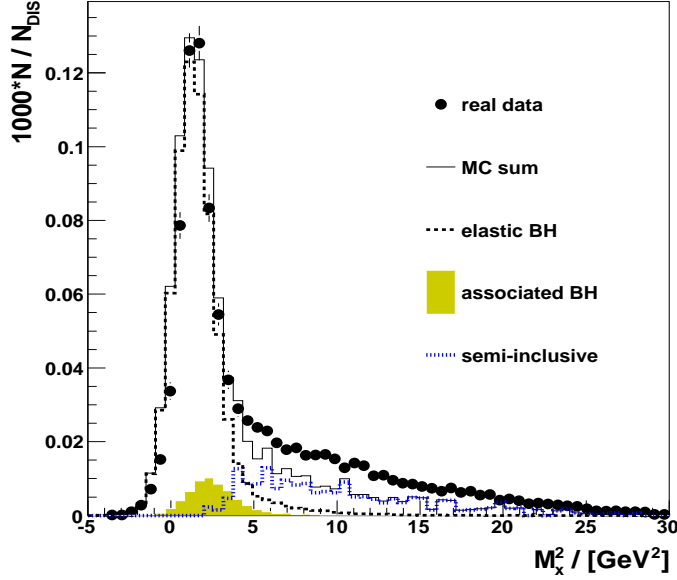 1000*N / N_DIS
0.12
0.1
0.08
0.06
0.04
0.02
0
real data
MC sum
elastic BH
associated BH
semi-inclusive
-5 0 5 10 15 20 25 30
M_x^2 / [GeV^2]